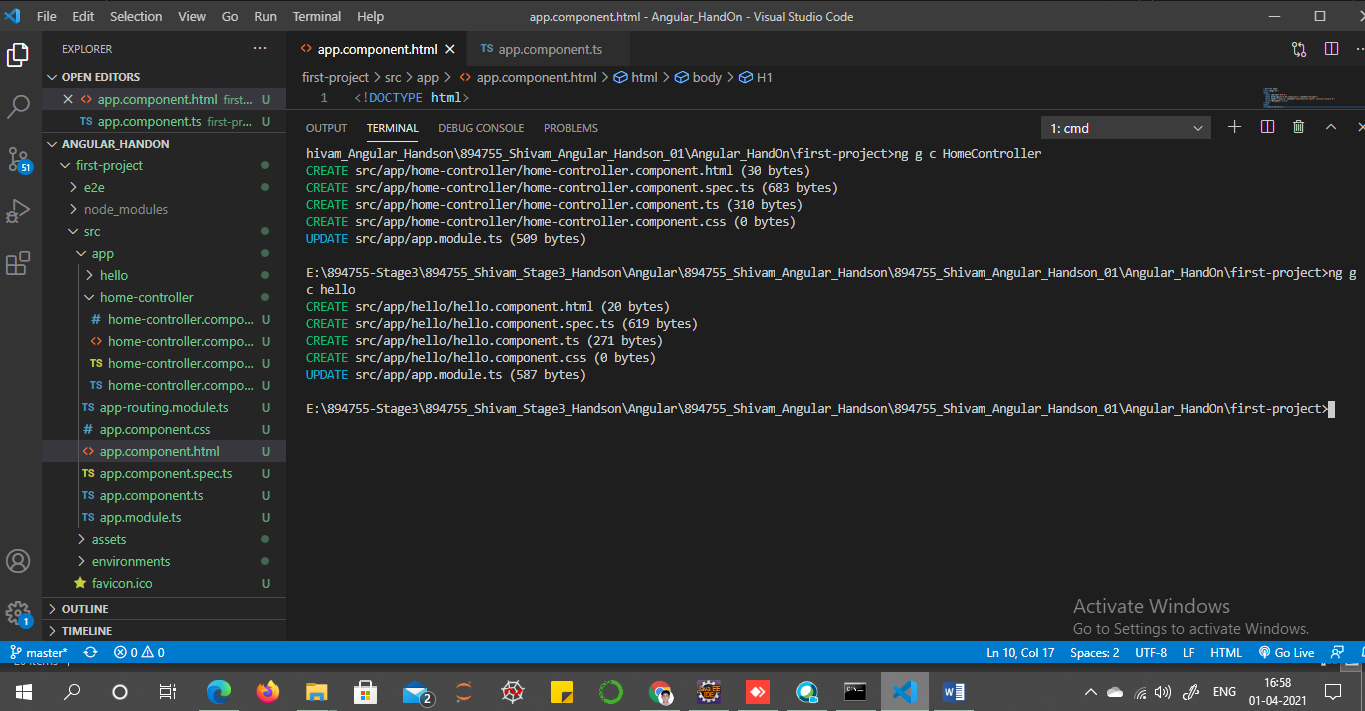 File Edit Selection View Go Run Terminal Help app.component.html - Angular_HandOn - Visual Studio Code
EXPLORER ···
app.component.html
TS app.component.ts
OPEN EDITORS
first-project > src > app > app.component.html > html > body > H1
app.component.html first... U
1 <!DOCTYPE html>
TS app.component.ts first-pr... U
OUTPUT TERMINAL DEBUG CONSOLE PROBLEMS 1: cmd
ANGULAR_HANDON
first-project
e2e
node_modules
src
app
hello
home-controller
# home-controller.compo... U
<> home-controller.compo... U
TS home-controller.compo... U
TS home-controller.compo... U
TS app-routing.module.ts U
# app.component.css U
<> app.component.html U
TS app.component.spec.ts U
TS app.component.ts U
TS app.module.ts U
assets
environments
favicon.ico U
OUTLINE
TIMELINE
51
1
hivam_Angular_Handson\894755_Shivam_Angular_Handson_01\Angular_HandOn\first-project>ng g c HomeController
CREATE src/app/home-controller/home-controller.component.html (30 bytes)
CREATE src/app/home-controller/home-controller.component.spec.ts (683 bytes)
CREATE src/app/home-controller/home-controller.component.ts (310 bytes)
CREATE src/app/home-controller/home-controller.component.css (0 bytes)
UPDATE src/app/app.module.ts (509 bytes)
E:\894755-Stage3\894755_Shivam_Stage3_Handson\Angular\894755_Shivam_Angular_Handson\894755_Shivam_Angular_Handson_01\Angular_HandOn\first-project>ng g
c hello
CREATE src/app/hello/hello.component.html (20 bytes)
CREATE src/app/hello/hello.component.spec.ts (619 bytes)
CREATE src/app/hello/hello.component.ts (271 bytes)
CREATE src/app/hello/hello.component.css (0 bytes)
UPDATE src/app/app.module.ts (587 bytes)
E:\894755-Stage3\894755_Shivam_Stage3_Handson\Angular\894755_Shivam_Angular_Handson\894755_Shivam_Angular_Handson_01\Angular_HandOn\first-project>
Activate Windows
Go to Settings to activate Windows.
master* 0 0 Ln 10, Col 17 Spaces: 2 UTF-8 LF HTML Go Live
2 ENG 16:58
01-04-2021